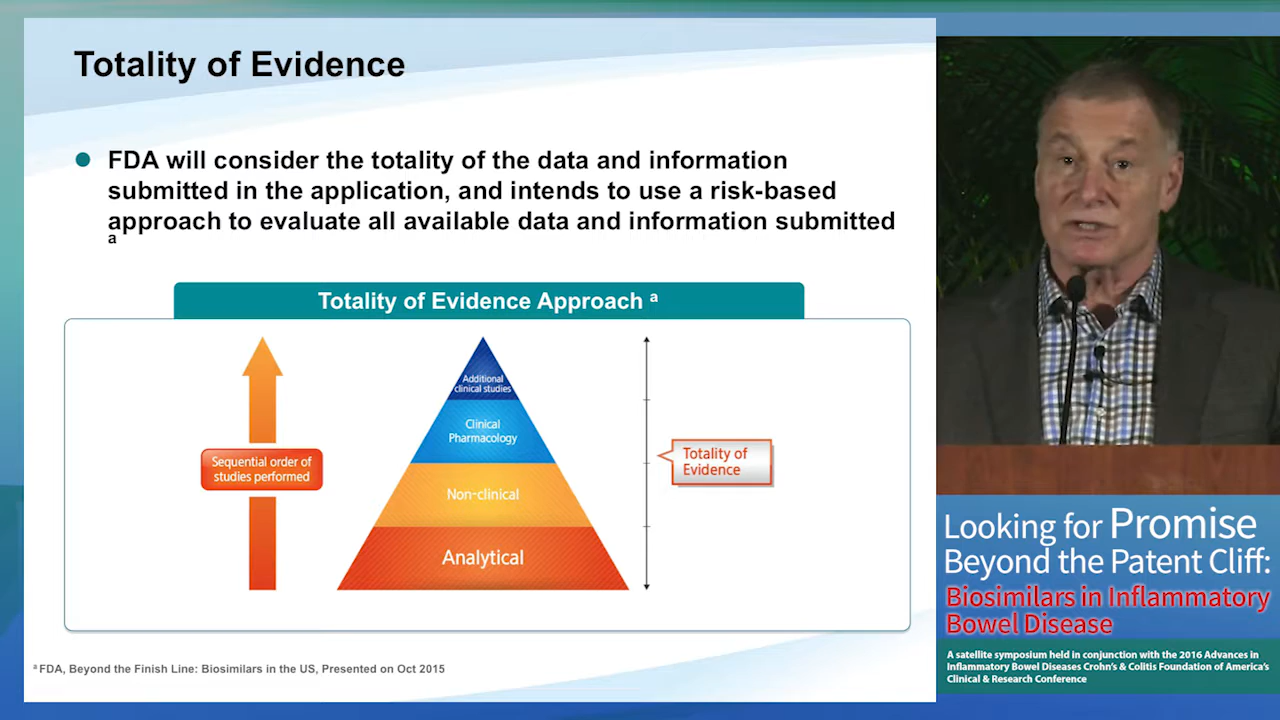 Totality of Evidence
● FDA will consider the totality of the data and information
submitted in the application, and intends to use a risk-based
approach to evaluate all available data and information submitted
a
Totality of Evidence Approach a
Sequential order of
studies performed
Additional
clinical studies
Clinical
Pharmacology
Non-clinical
Analytical
Totality of
Evidence
a FDA, Beyond the Finish Line: Biosimilars in the US, Presented on Oct 2015
Looking for Promise
Beyond the Patent Cliff:
Biosimilars in Inflammatory
Bowel Disease
A satellite symposium held in conjunction with the 2016 Advances in
Inflammatory Bowel Diseases Crohn's & Colitis Foundation of America's
Clinical & Research Conference